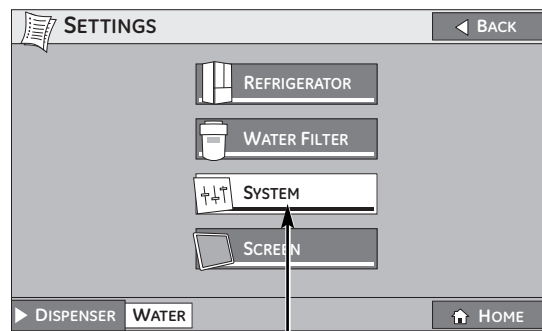 SETTINGS
BACK
REFRIGERATOR
WATER FILTER
SYSTEM
SCREEN
DISPENSER WATER
HOME